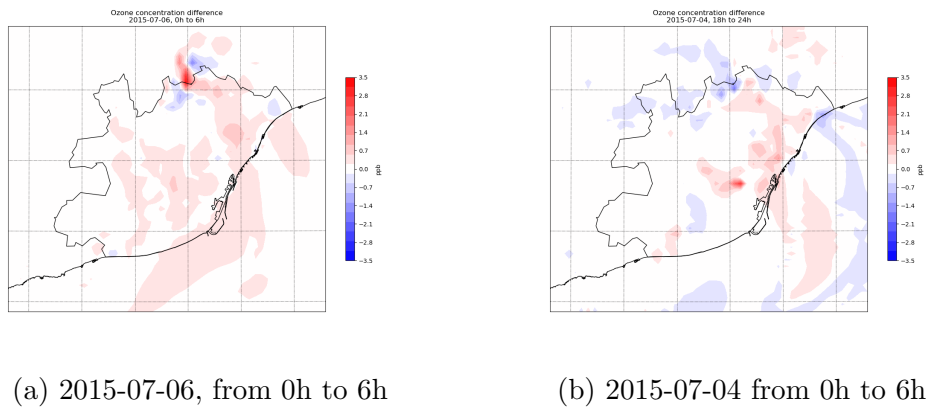 Ozone concentration difference
2015-07-06, 0h to 6h
3.5
2.8
2.1
1.4
0.7
0.0
−0.7
−1.4
−2.1
−2.8
−3.5
ppb
(a) 2015-07-06, from 0h to 6h
Ozone concentration difference
2015-07-04, 18h to 24h
3.5
2.8
2.1
1.4
0.7
0.0
−0.7
−1.4
−2.1
−2.8
−3.5
ppb
(b) 2015-07-04 from 0h to 6h